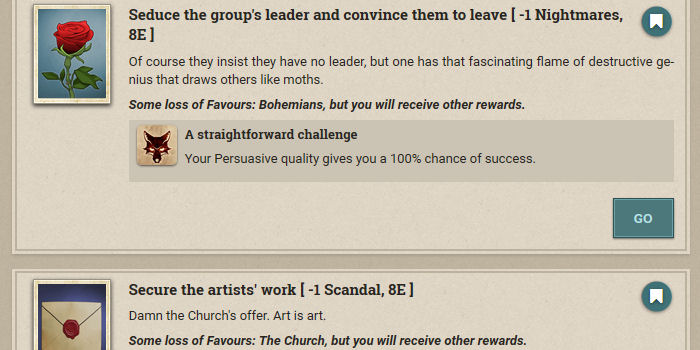 Seduce the group's leader and convince them to leave [ -1 Nightmares,
8E ]
Of course they insist they have no leader, but one has that fascinating flame of destructive ge-
nius that draws others like moths.
Some loss of Favours: Bohemians, but you will receive other rewards.
A straightforward challenge
Your Persuasive quality gives you a 100% chance of success.
GO
Secure the artists' work [ -1 Scandal, 8E ]
Damn the Church's offer. Art is art.
Some loss of Favours: The Church, but you will receive other rewards.